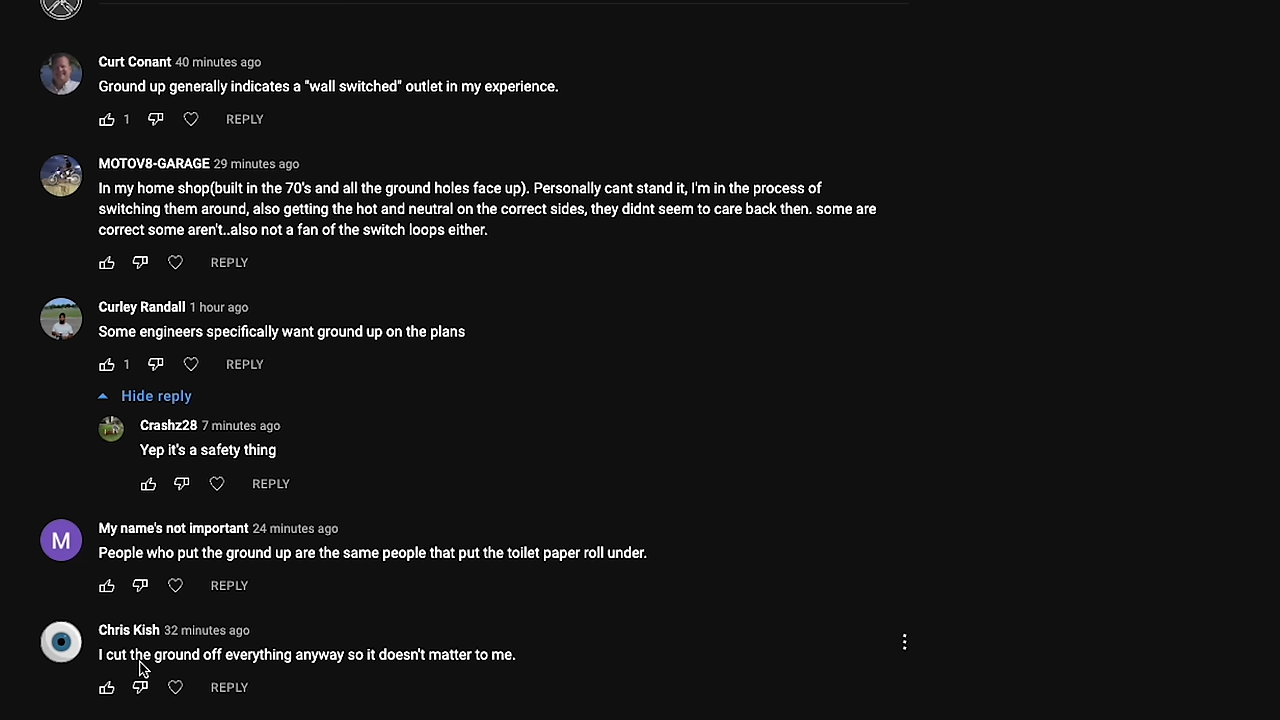 Curt Conant 40 minutes ago
Ground up generally indicates a "wall switched" outlet in my experience.
1 REPLY
MOTOV8-GARAGE 29 minutes ago
In my home shop(built in the 70's and all the ground holes face up). Personally cant stand it, I'm in the process of
switching them around, also getting the hot and neutral on the correct sides, they didnt seem to care back then. some are
correct some aren't..also not a fan of the switch loops either.
REPLY
Curley Randall 1 hour ago
Some engineers specifically want ground up on the plans
1 REPLY
Hide reply
Crashz28 7 minutes ago
Yep it's a safety thing
REPLY
M
My name's not important 24 minutes ago
People who put the ground up are the same people that put the toilet paper roll under.
REPLY
Chris Kish 32 minutes ago
I cut the ground off everything anyway so it doesn't matter to me.
REPLY